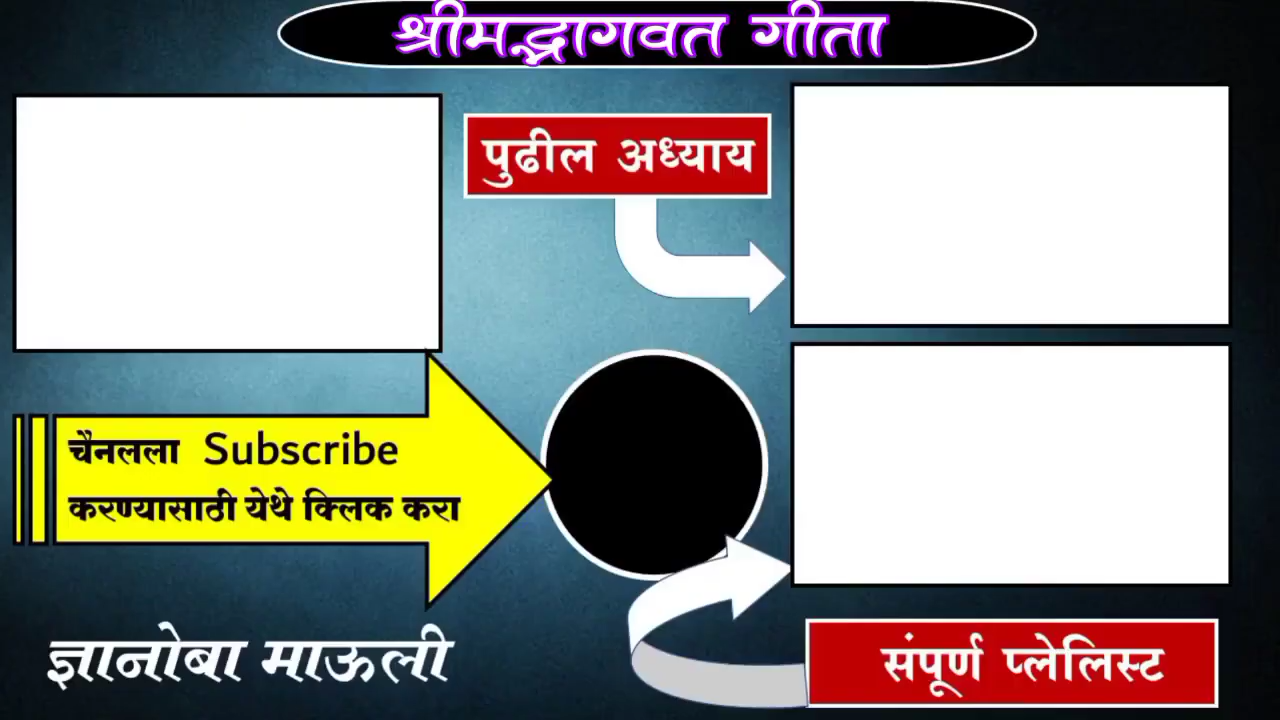 श्रीमद्भागवत गीता
पुढील अध्याय
चॅनलला Subscribe
करण्यासाठी येथे क्लिक करा
ज्ञानोबा माऊली
संपूर्ण प्लेलिस्ट